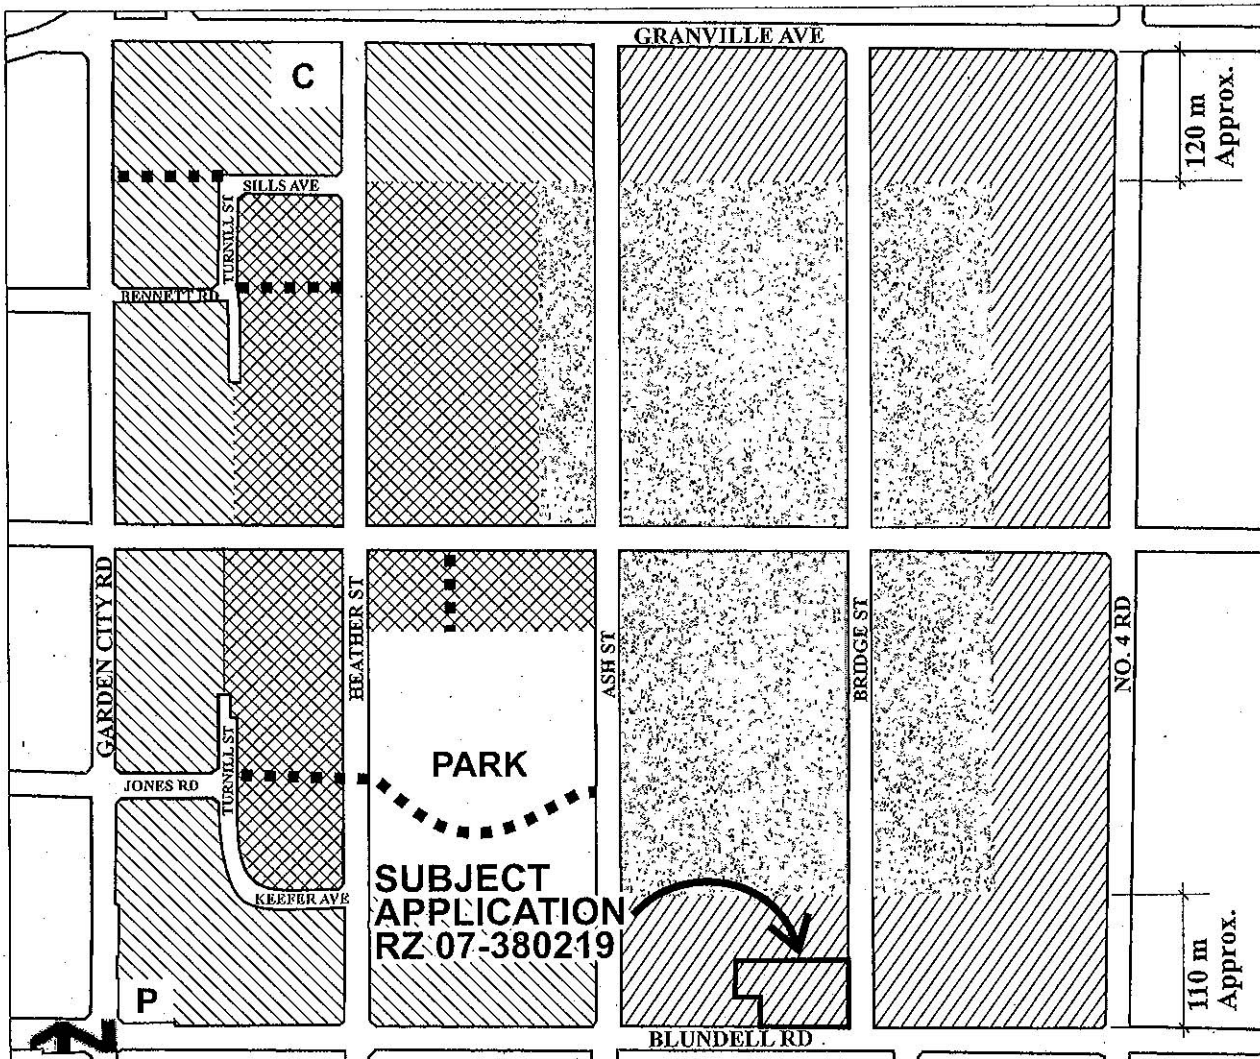 GRANVILLE AVE
C
120 m
Approx.
SILLS AVE
TURNILL ST
BENNETT RD
GARDEN CITY RD
HEATHER ST
ASH ST
BRIDGE ST
NO. 4 RD
PARK
JONES RD
TURNILL ST
SUBJECT
APPLICATION
RZ 07-380219
KEEFER AVE
110 m
Approx.
P
BLUNDELL RD